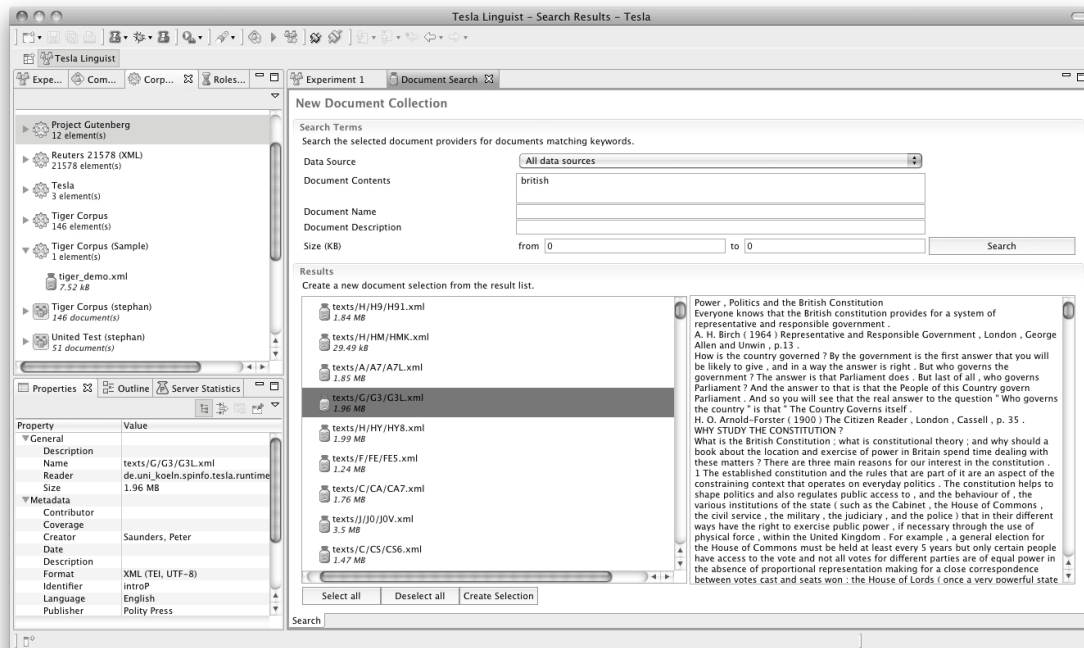 Tesla Linguist – Search Results – Tesla
Tesla Linguist
Expe...
Com...
Corp...
Roles...
Project Gutenberg
12 element(s)
Reuters 21578 (XML)
21578 element(s)
Tesla
3 element(s)
Tiger Corpus
146 element(s)
Tiger Corpus (Sample)
1 element(s)
tiger_demo.xml
7.52 kB
Tiger Corpus (stephan)
146 document(s)
United Test (stephan)
51 document(s)
Properties
Outline
Server Statistics
Property Value
General
Description
Name texts/G/G3/G3L.xml
Reader de.uni_koeln.spinfo.tesla.runtime
Size 1.96 MB
Metadata
Contributor
Coverage
Creator Saunders, Peter
Date
Description
Format XML (TEI, UTF-8)
Identifier introP
Language English
Publisher Polity Press
Experiment 1
Document Search
New Document Collection
Search Terms
Search the selected document providers for documents matching keywords.
Data Source All data sources
Document Contents british
Document Name
Document Description
Size (KB) from 0 to 0 Search
Results
Create a new document selection from the result list.
texts/H/H9/H91.xml
1.84 MB
texts/H/HM/HMK.xml
29.49 kB
texts/A/A7/A7L.xml
1.85 MB
texts/G/G3/G3L.xml
1.96 MB
texts/H/HY/HY8.xml
1.99 MB
texts/F/FE/FE5.xml
1.24 MB
texts/C/CA/CA7.xml
1.76 MB
texts/J/J0/J0V.xml
3.5 MB
texts/C/CS/CS6.xml
1.47 MB
Select all
Deselect all
Create Selection
Search
Power , Politics and the British Constitution
Everyone knows that the British constitution provides for a system of
representative and responsible government .
A. H. Birch ( 1964 ) Representative and Responsible Government , London , George
Allen and Unwin , p.13 .
How is the country governed ? By the government is the first answer that you will
be likely to give , and in a way the answer is right . But who governs the
government ? The answer is that Parliament does . But last of all , who governs
Parliament ? And the answer to that is that the People of this Country govern
Parliament . And so you will see that the real answer to the question " Who governs
the country " is that " The Country Governs itself .
H. O. Arnold-Forster ( 1900 ) The Citizen Reader , London , Cassell , p. 35 .
WHY STUDY THE CONSTITUTION ?
What is the British Constitution ; what is constitutional theory ; and why should a
book about the location and exercise of power in Britain spend time dealing with
these matters ? There are three main reasons for our interest in the constitution .
1 The established constitution and the rules that are part of it are an aspect of the
constraining context that operates on everyday politics . The constitution helps to
shape politics and also regulates public access to , and the behaviour of , the
various institutions of the state ( such as the Cabinet , the House of Commons ,
the civil service , the military , the judiciary , and the police ) that in their different
ways have the right to exercise public power , if necessary through the use of
physical force , within the United Kingdom . For example , a general election for
the House of Commons must be held at least every 5 years but only certain people
have access to the vote and not all votes for different parties are of equal power in
the absence of proportional representation making for a close correspondence
between votes cast and seats won : the House of Lords ( once a very powerful state